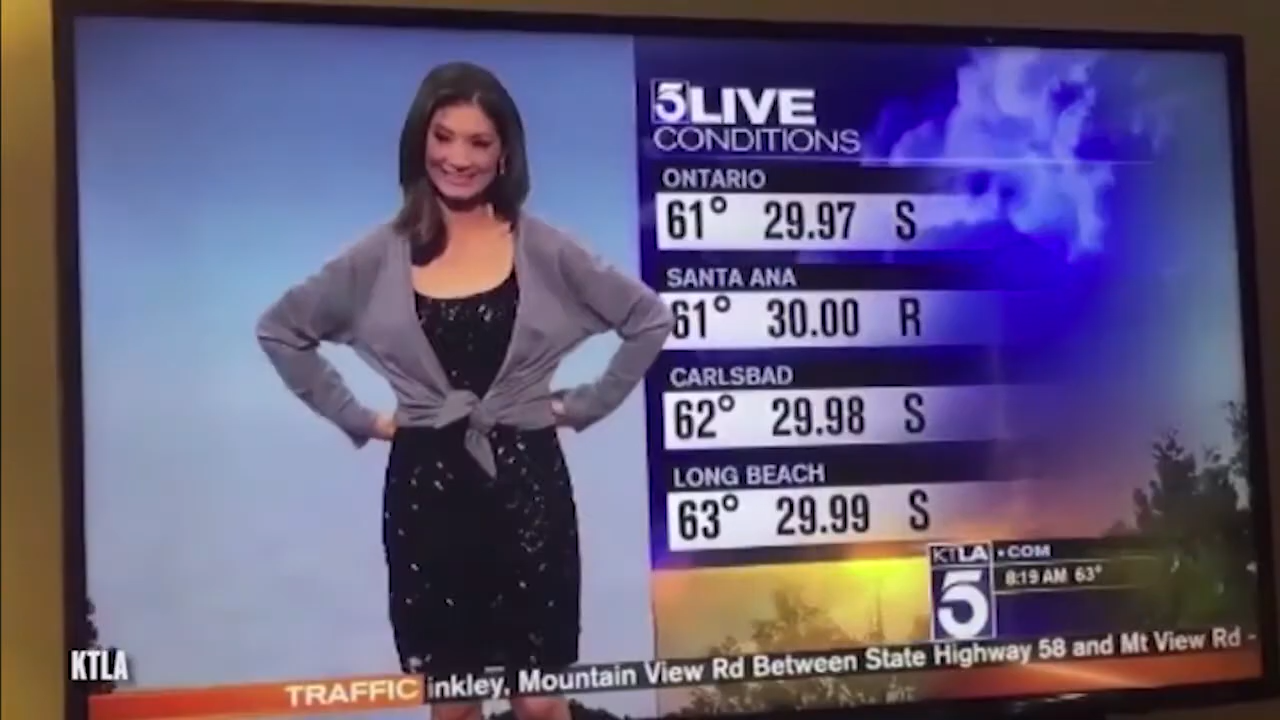 5 LIVE
CONDITIONS
ONTARIO
61° 29.97 S
SANTA ANA
61° 30.00 R
CARLSBAD
62° 29.98 S
LONG BEACH
63° 29.99 S
KTLA • COM
5
8:19 AM 63°
KTLA
TRAFFIC inkley, Mountain View Rd Between State Highway 58 and Mt View Rd -